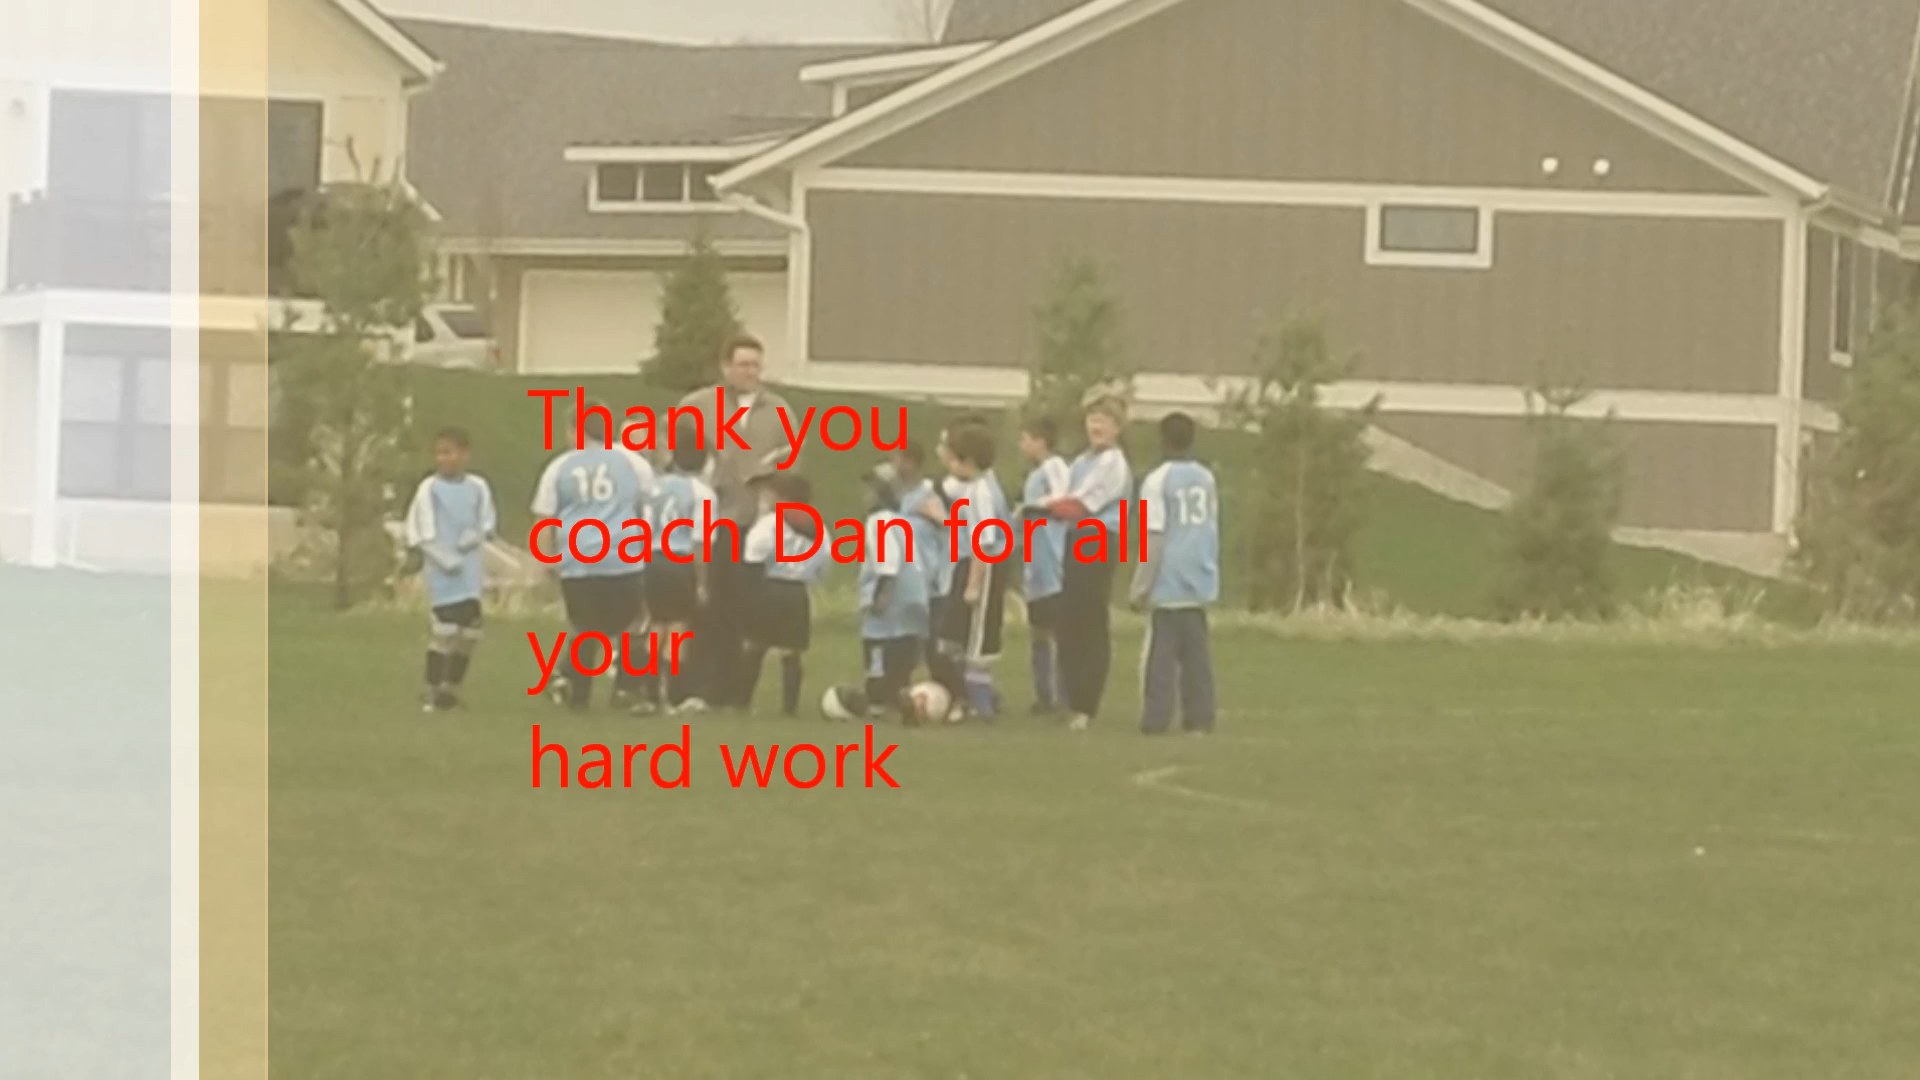 Thank you
coach Dan for all
your
hard work
16
13